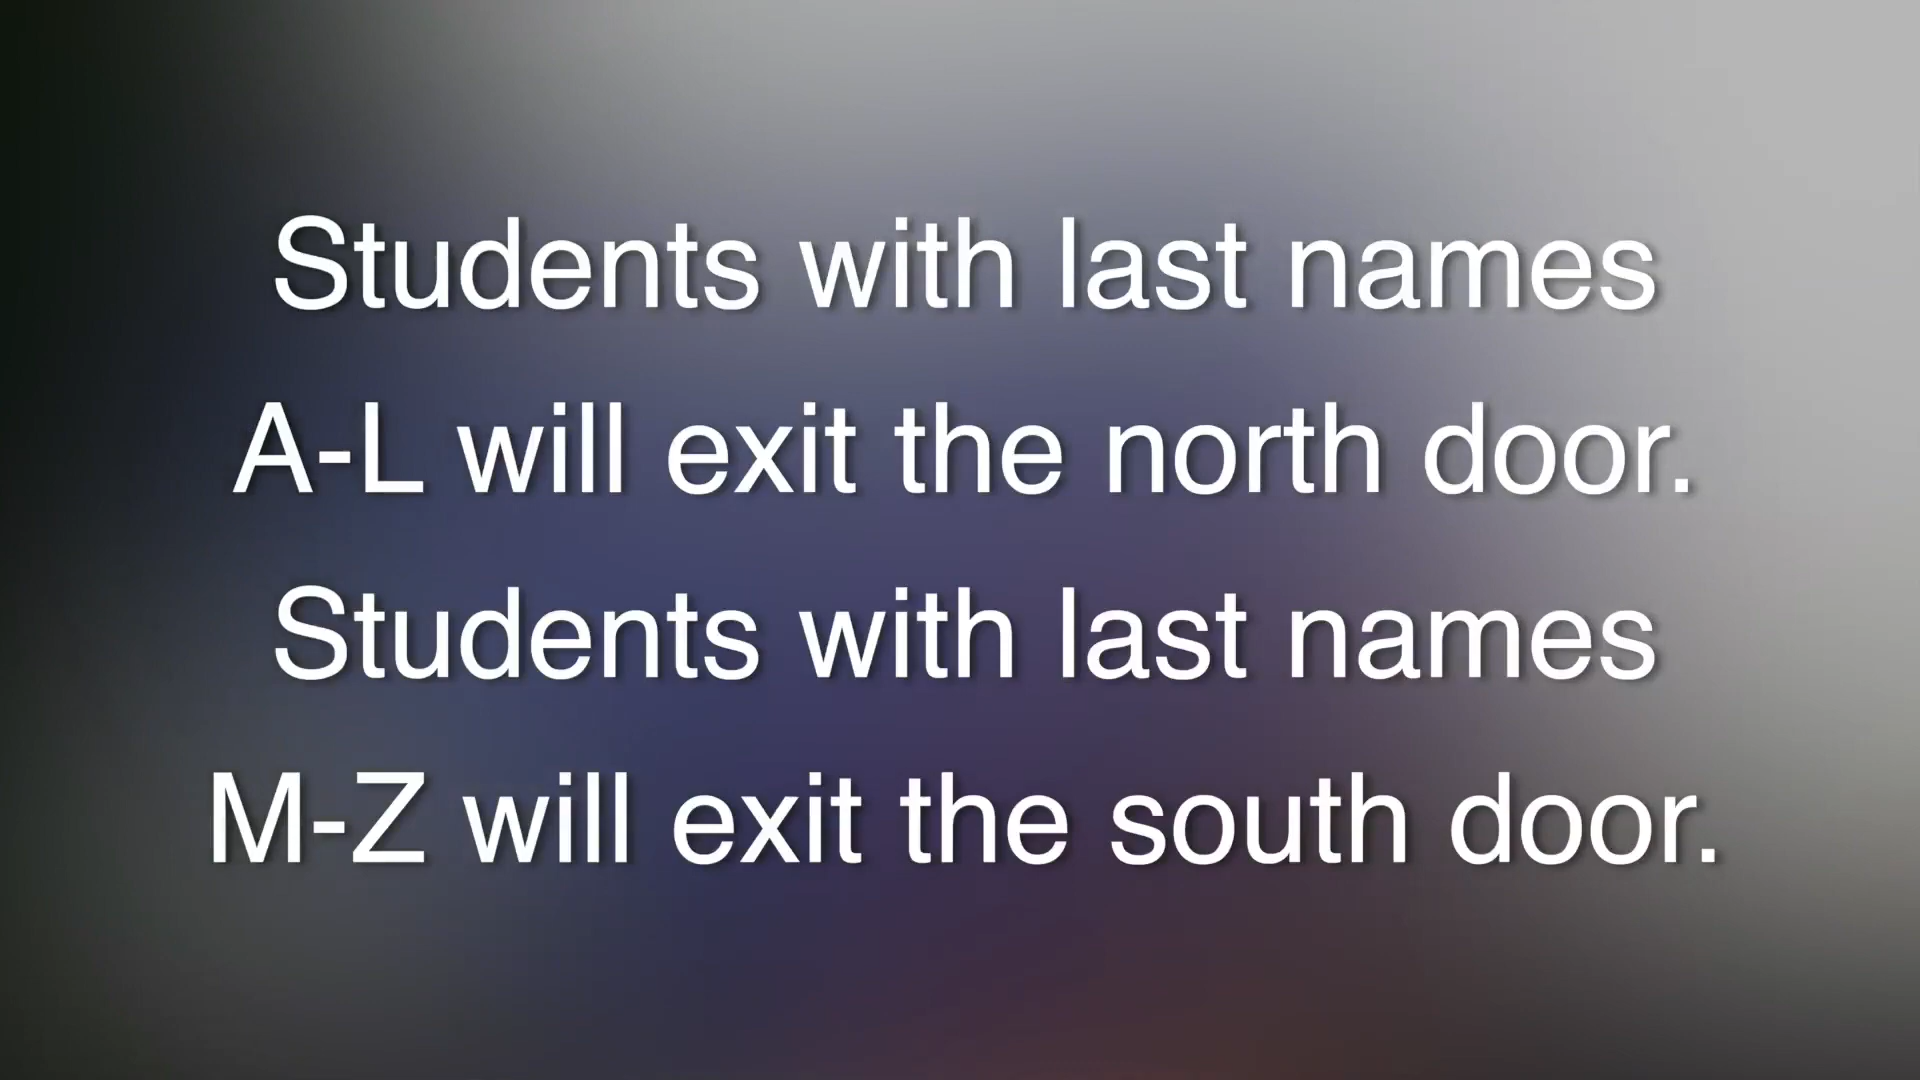 Students with last names
A-L will exit the north door.
Students with last names
M-Z will exit the south door.